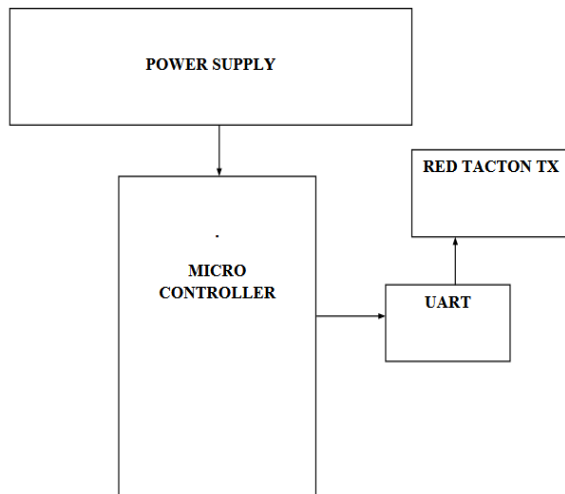 POWER SUPPLY
RED TACTON TX
MICRO
CONTROLLER
UART